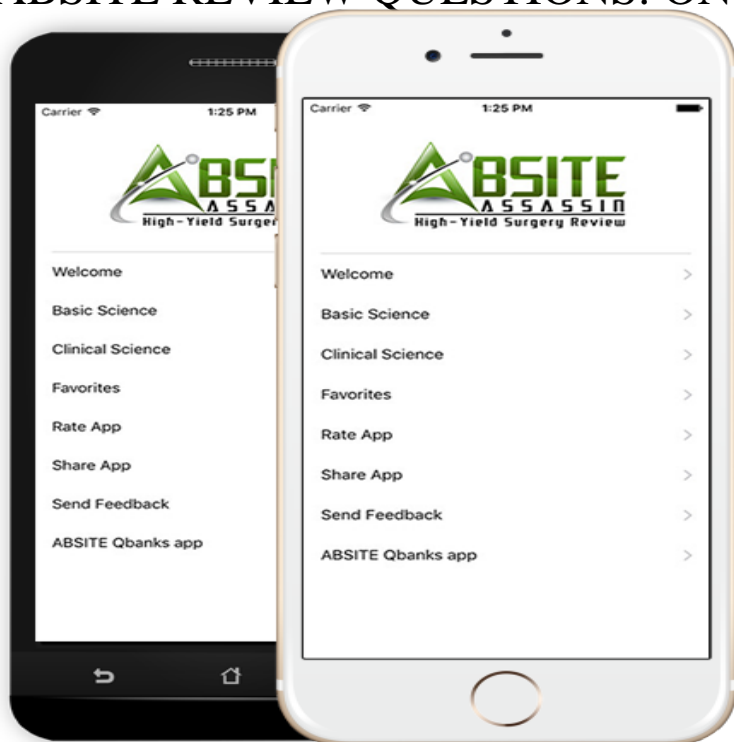 ABSITE REVIEW QUESTIONS: ON
Carrier 1:25 PM
ABSI
ASSA
High-Yield Surger
Welcome
Basic Science
Clinical Science
Favorites
Rate App
Share App
Send Feedback
ABSITE Qbanks app
Carrier 1:25 PM
ABSITE
ASSASSIN
High-Yield Surgery Review
Welcome
Basic Science
Clinical Science
Favorites
Rate App
Share App
Send Feedback
ABSITE Qbanks app